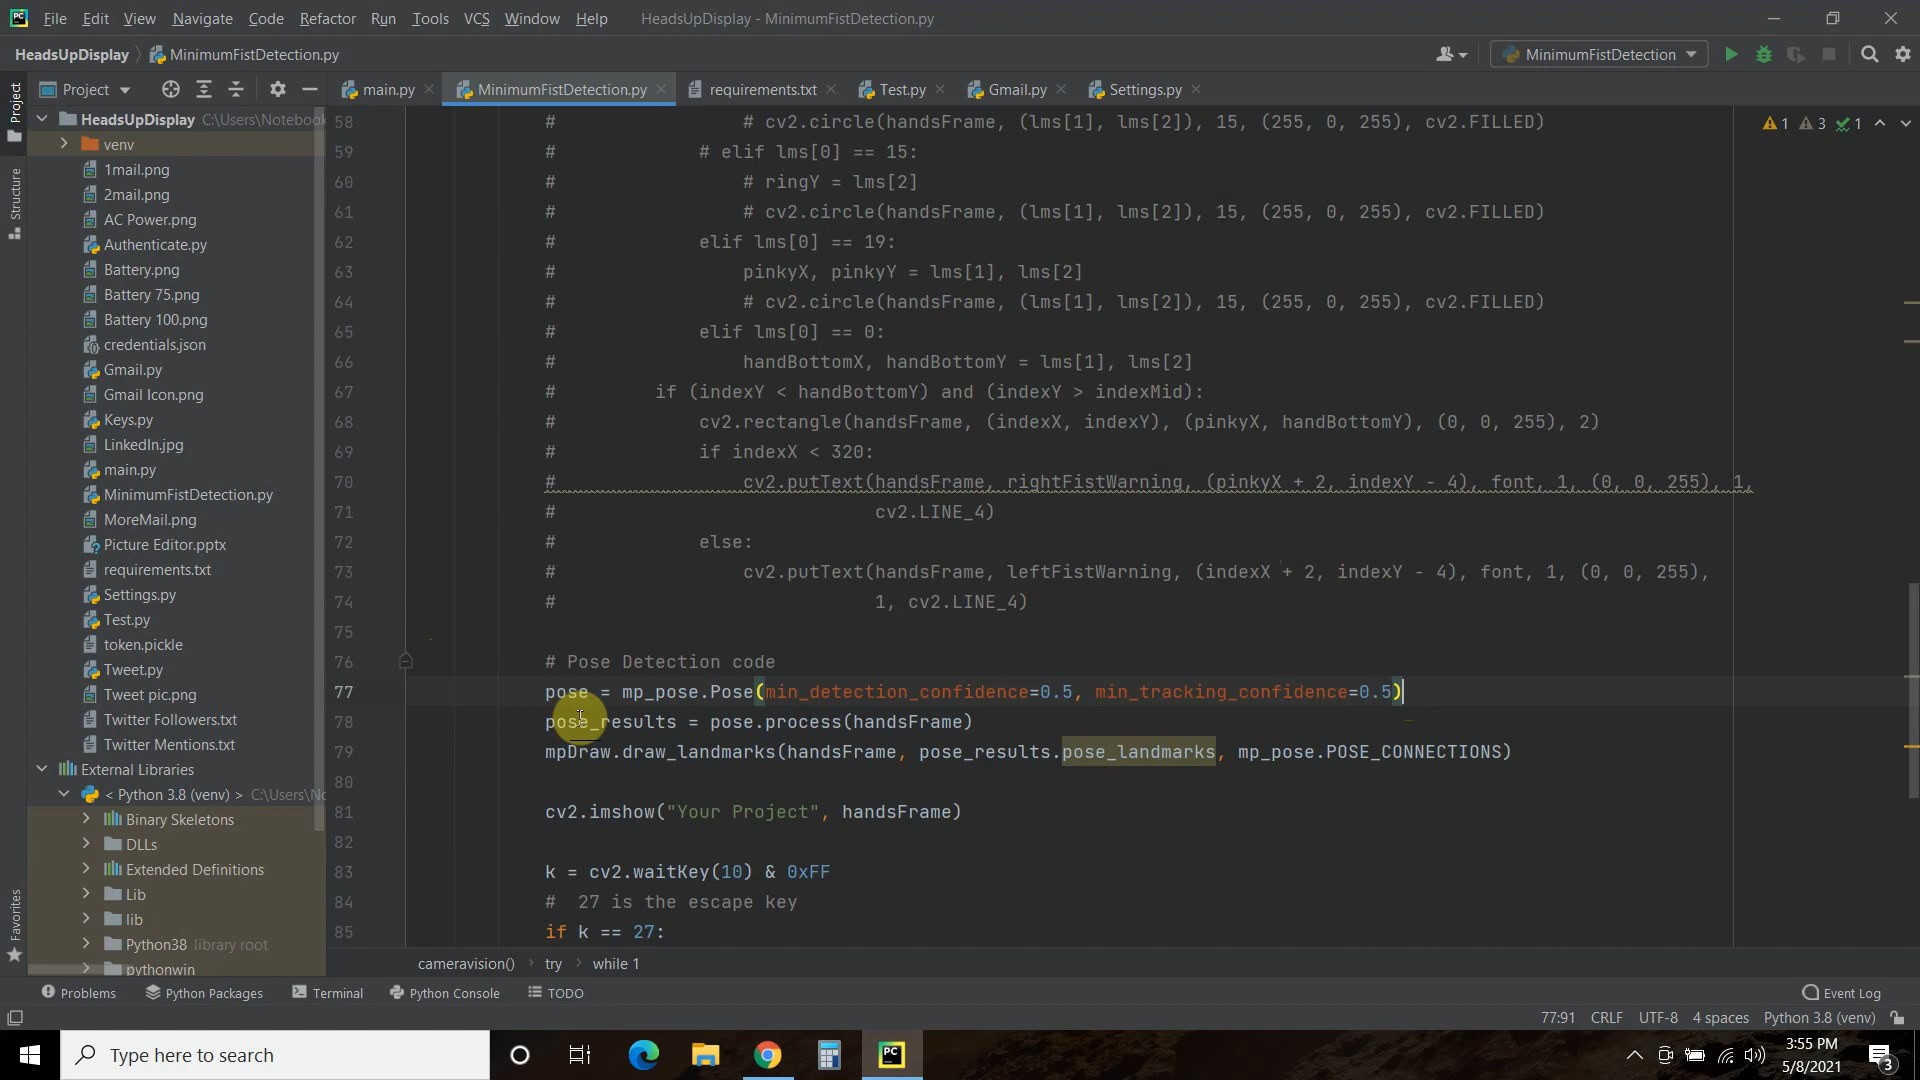 File Edit View Navigate Code Refactor Run Tools VCS Window Help HeadsUpDisplay - MinimumFistDetection.py
HeadsUpDisplay MinimumFistDetection.py MinimumFistDetection
Project main.py MinimumFistDetection.py requirements.txt Test.py Gmail.py Settings.py
Project
Structure
Favorites
HeadsUpDisplay C:\Users\Notebook
venv
1mail.png
2mail.png
AC Power.png
Authenticate.py
Battery.png
Battery 75.png
Battery 100.png
credentials.json
Gmail.py
Gmail Icon.png
Keys.py
LinkedIn.jpg
main.py
MinimumFistDetection.py
MoreMail.png
Picture Editor.pptx
requirements.txt
Settings.py
Test.py
token.pickle
Tweet.py
Tweet pic.png
Twitter Followers.txt
Twitter Mentions.txt
External Libraries
< Python 3.8 (venv) > C:\Users\No
Binary Skeletons
DLLs
Extended Definitions
Lib
lib
Python38 library root
pythonwin
1 3 1
58 # # cv2.circle(handsFrame, (lms[1], lms[2]), 15, (255, 0, 255), cv2.FILLED)
59 # # elif lms[0] == 15:
60 # # ringY = lms[2]
61 # # cv2.circle(handsFrame, (lms[1], lms[2]), 15, (255, 0, 255), cv2.FILLED)
62 # elif lms[0] == 19:
63 # pinkyX, pinkyY = lms[1], lms[2]
64 # # cv2.circle(handsFrame, (lms[1], lms[2]), 15, (255, 0, 255), cv2.FILLED)
65 # elif lms[0] == 0:
66 # handBottomX, handBottomY = lms[1], lms[2]
67 # if (indexY < handBottomY) and (indexY > indexMid):
68 # cv2.rectangle(handsFrame, (indexX, indexY), (pinkyX, handBottomY), (0, 0, 255), 2)
69 # if indexX < 320:
70 # cv2.putText(handsFrame, rightFistWarning, (pinkyX + 2, indexY - 4), font, 1, (0, 0, 255), 1,
71 # cv2.LINE_4)
72 # else:
73 # cv2.putText(handsFrame, leftFistWarning, (indexX + 2, indexY - 4), font, 1, (0, 0, 255),
74 # 1, cv2.LINE_4)
75
76 # Pose Detection code
77 pose = mp_pose.Pose(min_detection_confidence=0.5, min_tracking_confidence=0.5)
78 pose_results = pose.process(handsFrame)
79 mpDraw.draw_landmarks(handsFrame, pose_results.pose_landmarks, mp_pose.POSE_CONNECTIONS)
80
81 cv2.imshow("Your Project", handsFrame)
82
83 k = cv2.waitKey(10) & 0xFF
84 # 27 is the escape key
85 if k == 27:
cameravision() try while 1
Problems Python Packages Terminal Python Console TODO Event Log
77:91 CRLF UTF-8 4 spaces Python 3.8 (venv)
Type here to search
PC
3:55 PM
5/8/2021
3